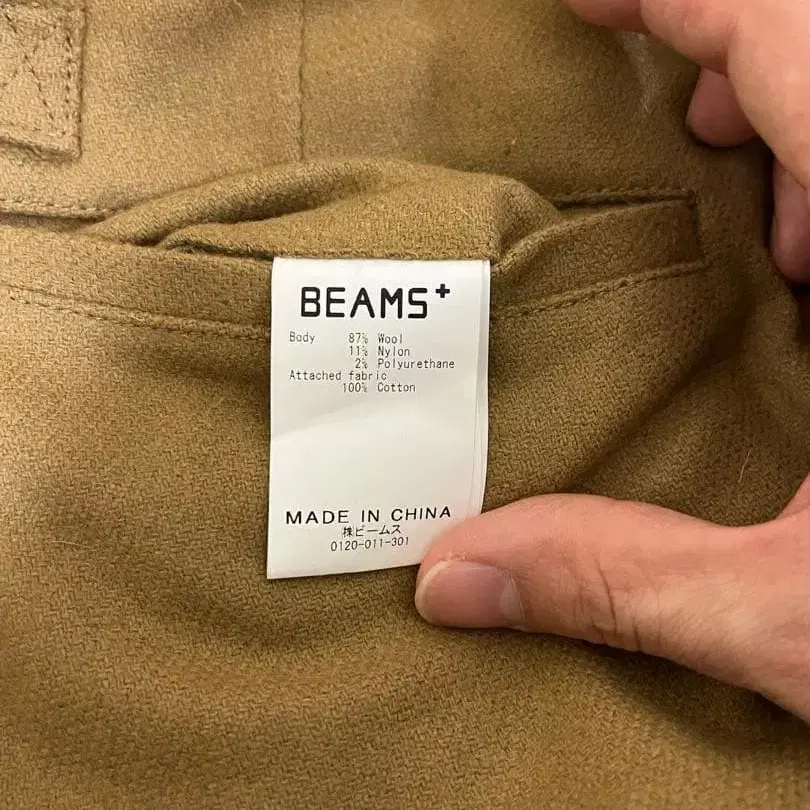 BEAMS+
Body 87% Wool
11% Nylon
2% Polyurethane
Attached fabric
100% Cotton
MADE IN CHINA
㈱ビームス
0120-011-301